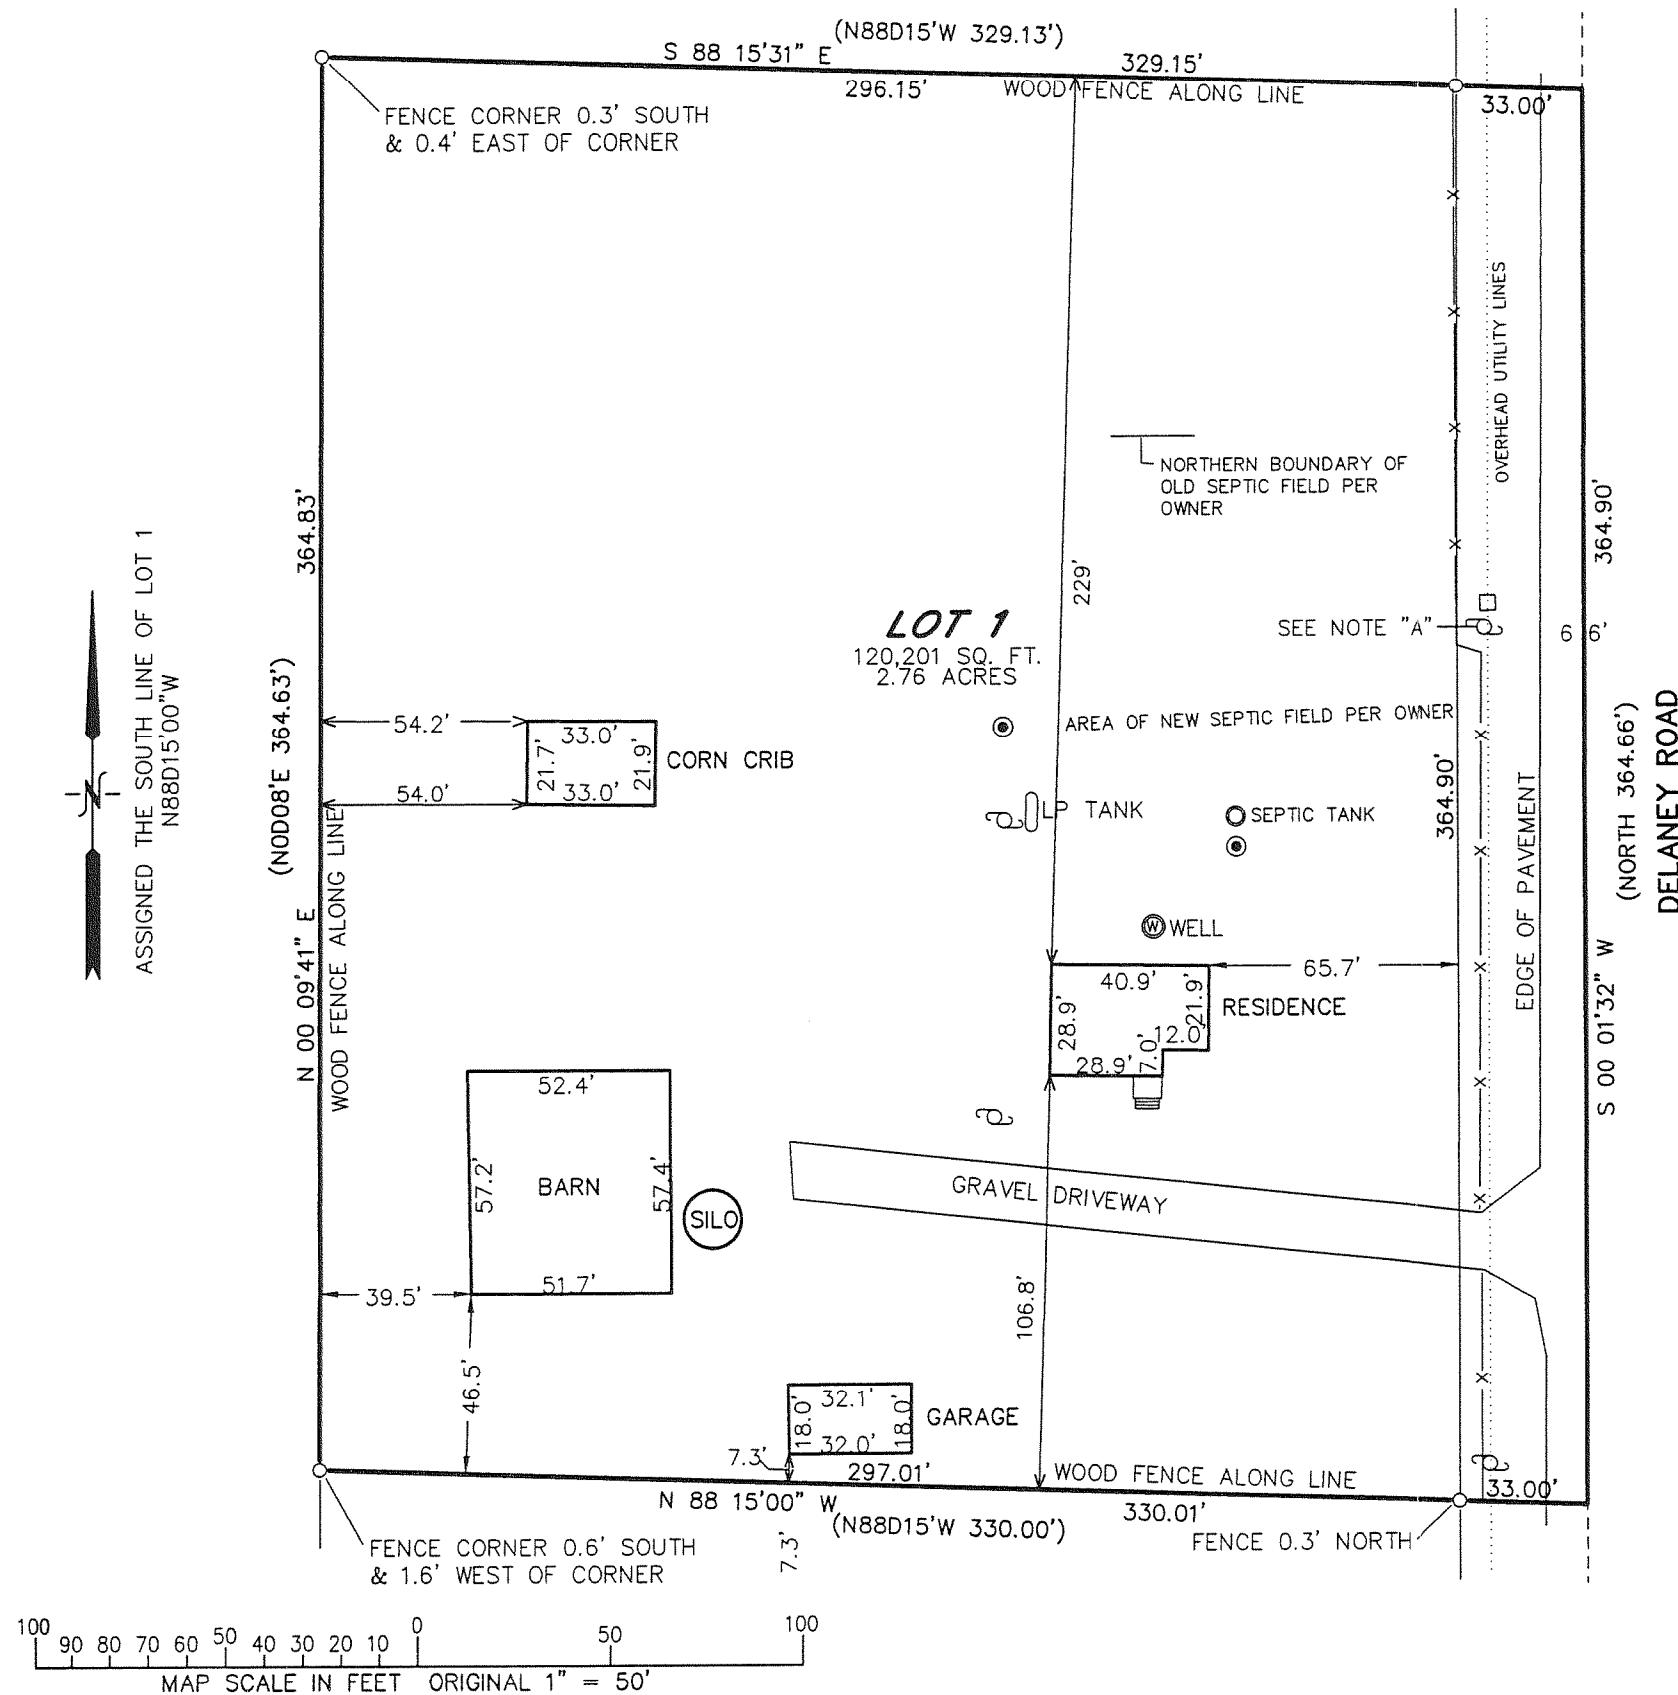 (N88D15'W 329.13')
S 88 15'31" E
329.15'
296.15'
WOOD FENCE ALONG LINE
33.00'
FENCE CORNER 0.3' SOUTH
& 0.4' EAST OF CORNER
OVERHEAD UTILITY LINES
NORTHERN BOUNDARY OF
OLD SEPTIC FIELD PER
OWNER
364.83'
364.90'
229'
ASSIGNED THE SOUTH LINE OF LOT 1
N88D15'00"W
LOT 1
120,201 SQ. FT.
2.76 ACRES
SEE NOTE "A"
6 6'
(N0D08'E 364.63')
(NORTH 364.66')
DELANEY ROAD
54.2'
33.0'
21.7'
21.9'
CORN CRIB
54.0'
33.0'
AREA OF NEW SEPTIC FIELD PER OWNER
364.90'
EDGE OF PAVEMENT
N
LP TANK
SEPTIC TANK
WOOD FENCE ALONG LINE
N 00 09'41" E
W WELL
S 00 01'32" W
40.9'
65.7'
28.9'
21.9'
RESIDENCE
12.0'
7.0'
28.9'
52.4'
57.2'
BARN
57.4'
SILO
51.7'
GRAVEL DRIVEWAY
39.5'
106.8'
46.5'
32.1'
18.0'
18.0'
GARAGE
32.0'
7.3'
297.01'
WOOD FENCE ALONG LINE
33.00'
N 88 15'00" W
330.01'
(N88D15'W 330.00')
7.3'
FENCE 0.3' NORTH
FENCE CORNER 0.6' SOUTH
& 1.6' WEST OF CORNER
100 90 80 70 60 50 40 30 20 10 0 50 100
MAP SCALE IN FEET ORIGINAL 1" = 50'